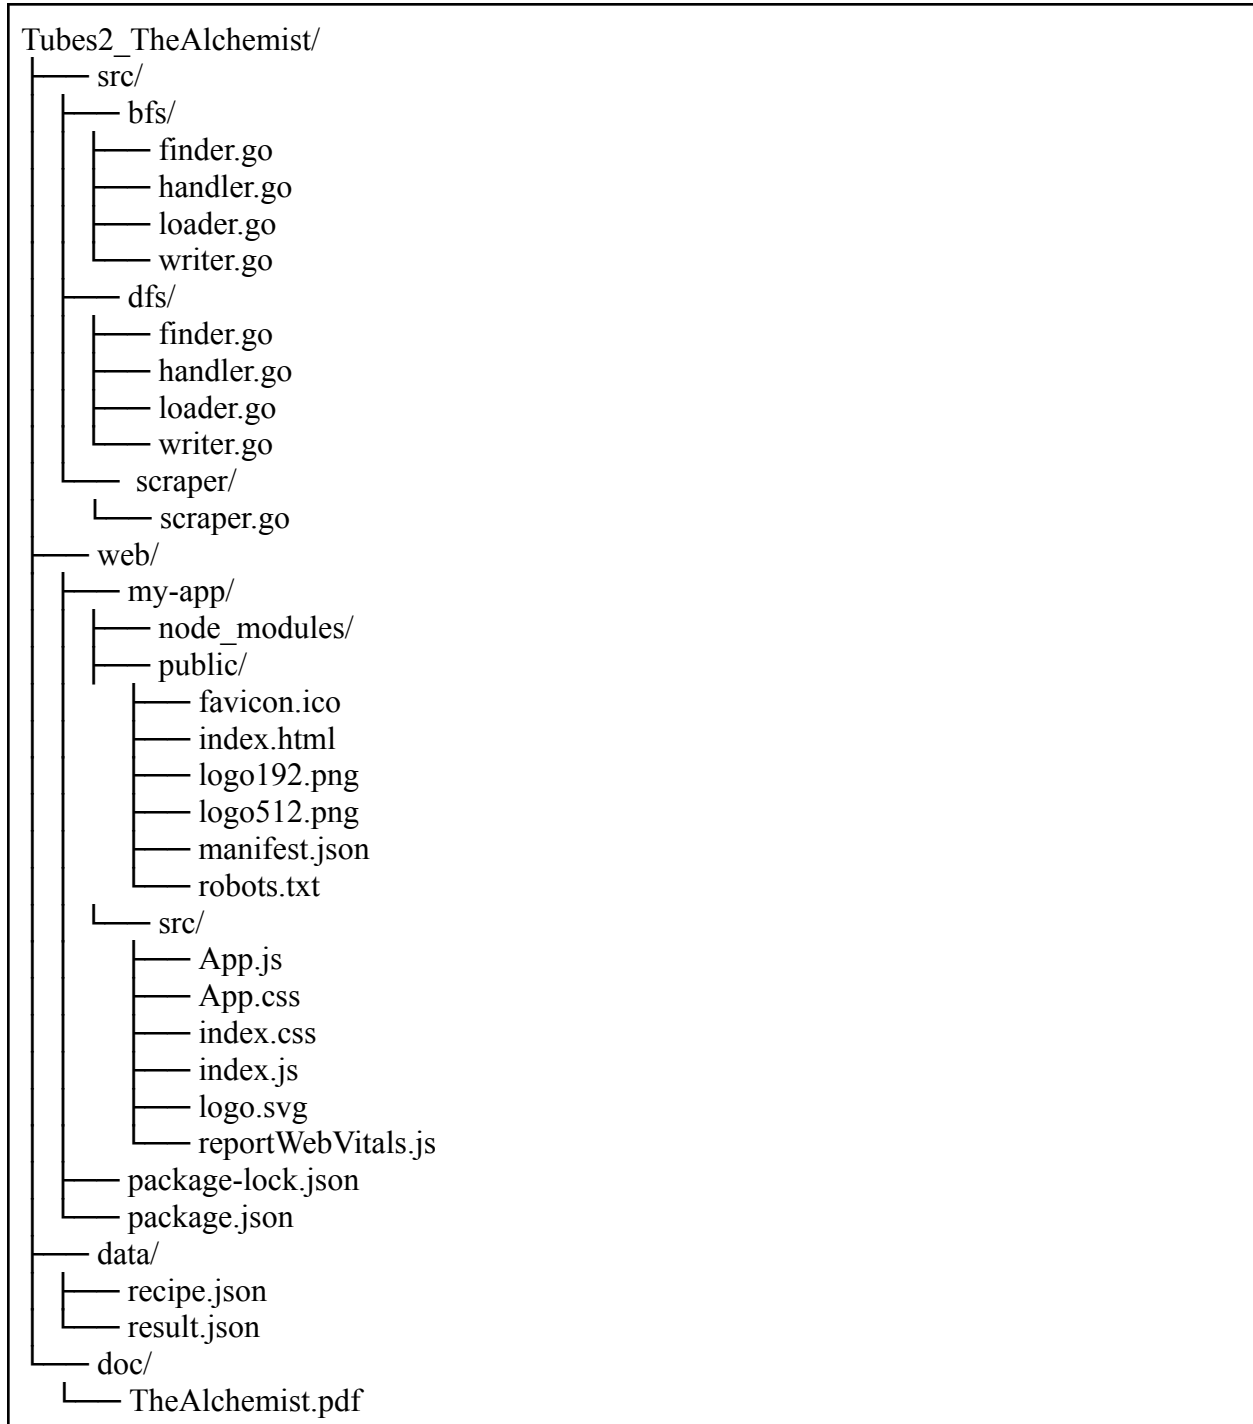 Tubes2_TheAlchemist/
├── src/
│ ├── bfs/
│ │ ├── finder.go
│ │ ├── handler.go
│ │ ├── loader.go
│ │ └── writer.go
│ ├── dfs/
│ │ ├── finder.go
│ │ ├── handler.go
│ │ ├── loader.go
│ │ └── writer.go
│ └── scraper/
│   └── scraper.go
├── web/
│ ├── my-app/
│ │ ├── node_modules/
│ │ ├── public/
│ │   ├── favicon.ico
│ │   ├── index.html
│ │   ├── logo192.png
│ │   ├── logo512.png
│ │   ├── manifest.json
│ │   └── robots.txt
│ │ └── src/
│ │   ├── App.js
│ │   ├── App.css
│ │   ├── index.css
│ │   ├── index.js
│ │   ├── logo.svg
│ │   └── reportWebVitals.js
│ ├── package-lock.json
│ └── package.json
├── data/
│ ├── recipe.json
│ └── result.json
└── doc/
  └── TheAlchemist.pdf